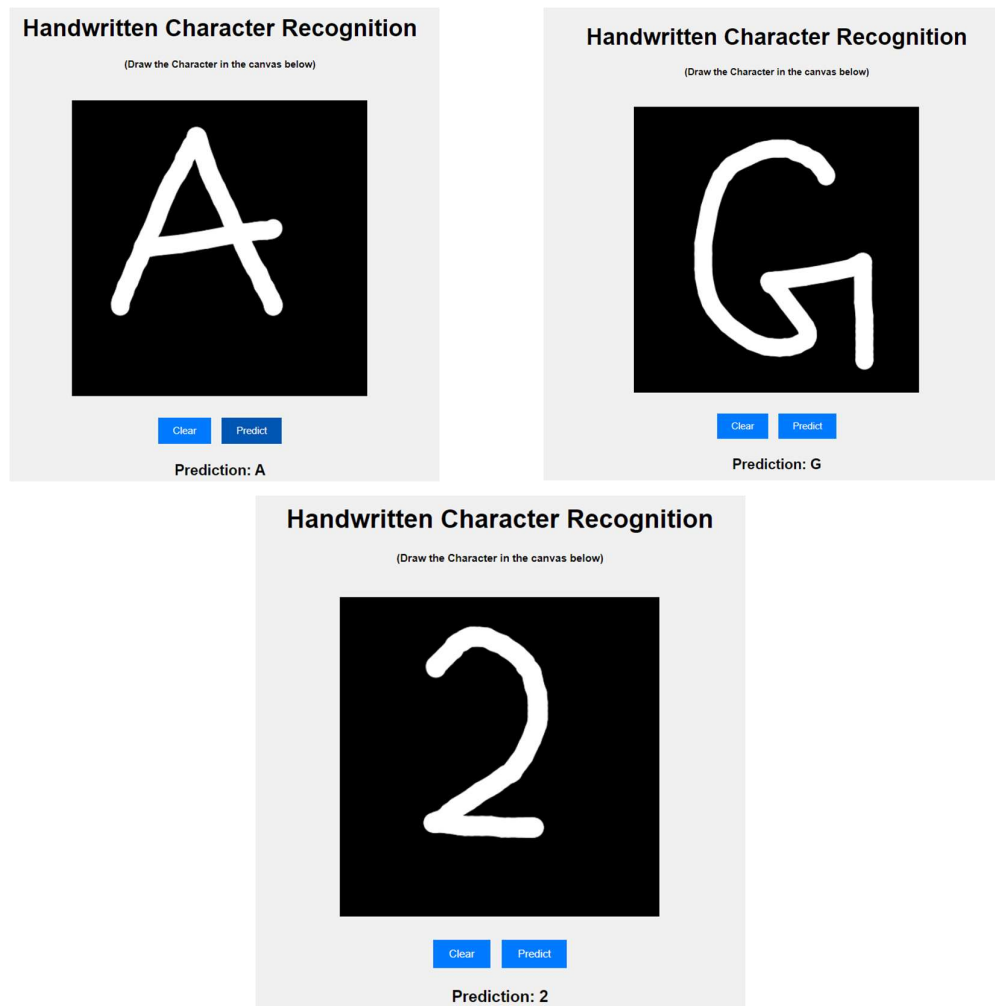 Handwritten Character Recognition
(Draw the Character in the canvas below)
A
Clear Predict
Prediction: A
Handwritten Character Recognition
(Draw the Character in the canvas below)
G
Clear Predict
Prediction: G
Handwritten Character Recognition
(Draw the Character in the canvas below)
2
Clear Predict
Prediction: 2